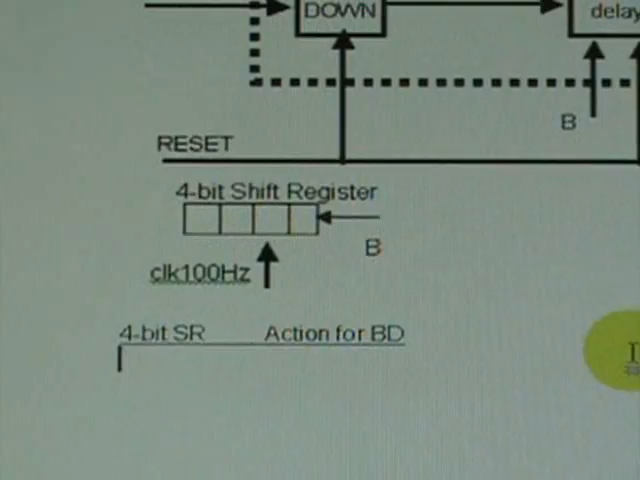 DOWN
delay
B
RESET
4-bit Shift Register
B
clk100Hz
4-bit SR Action for BD